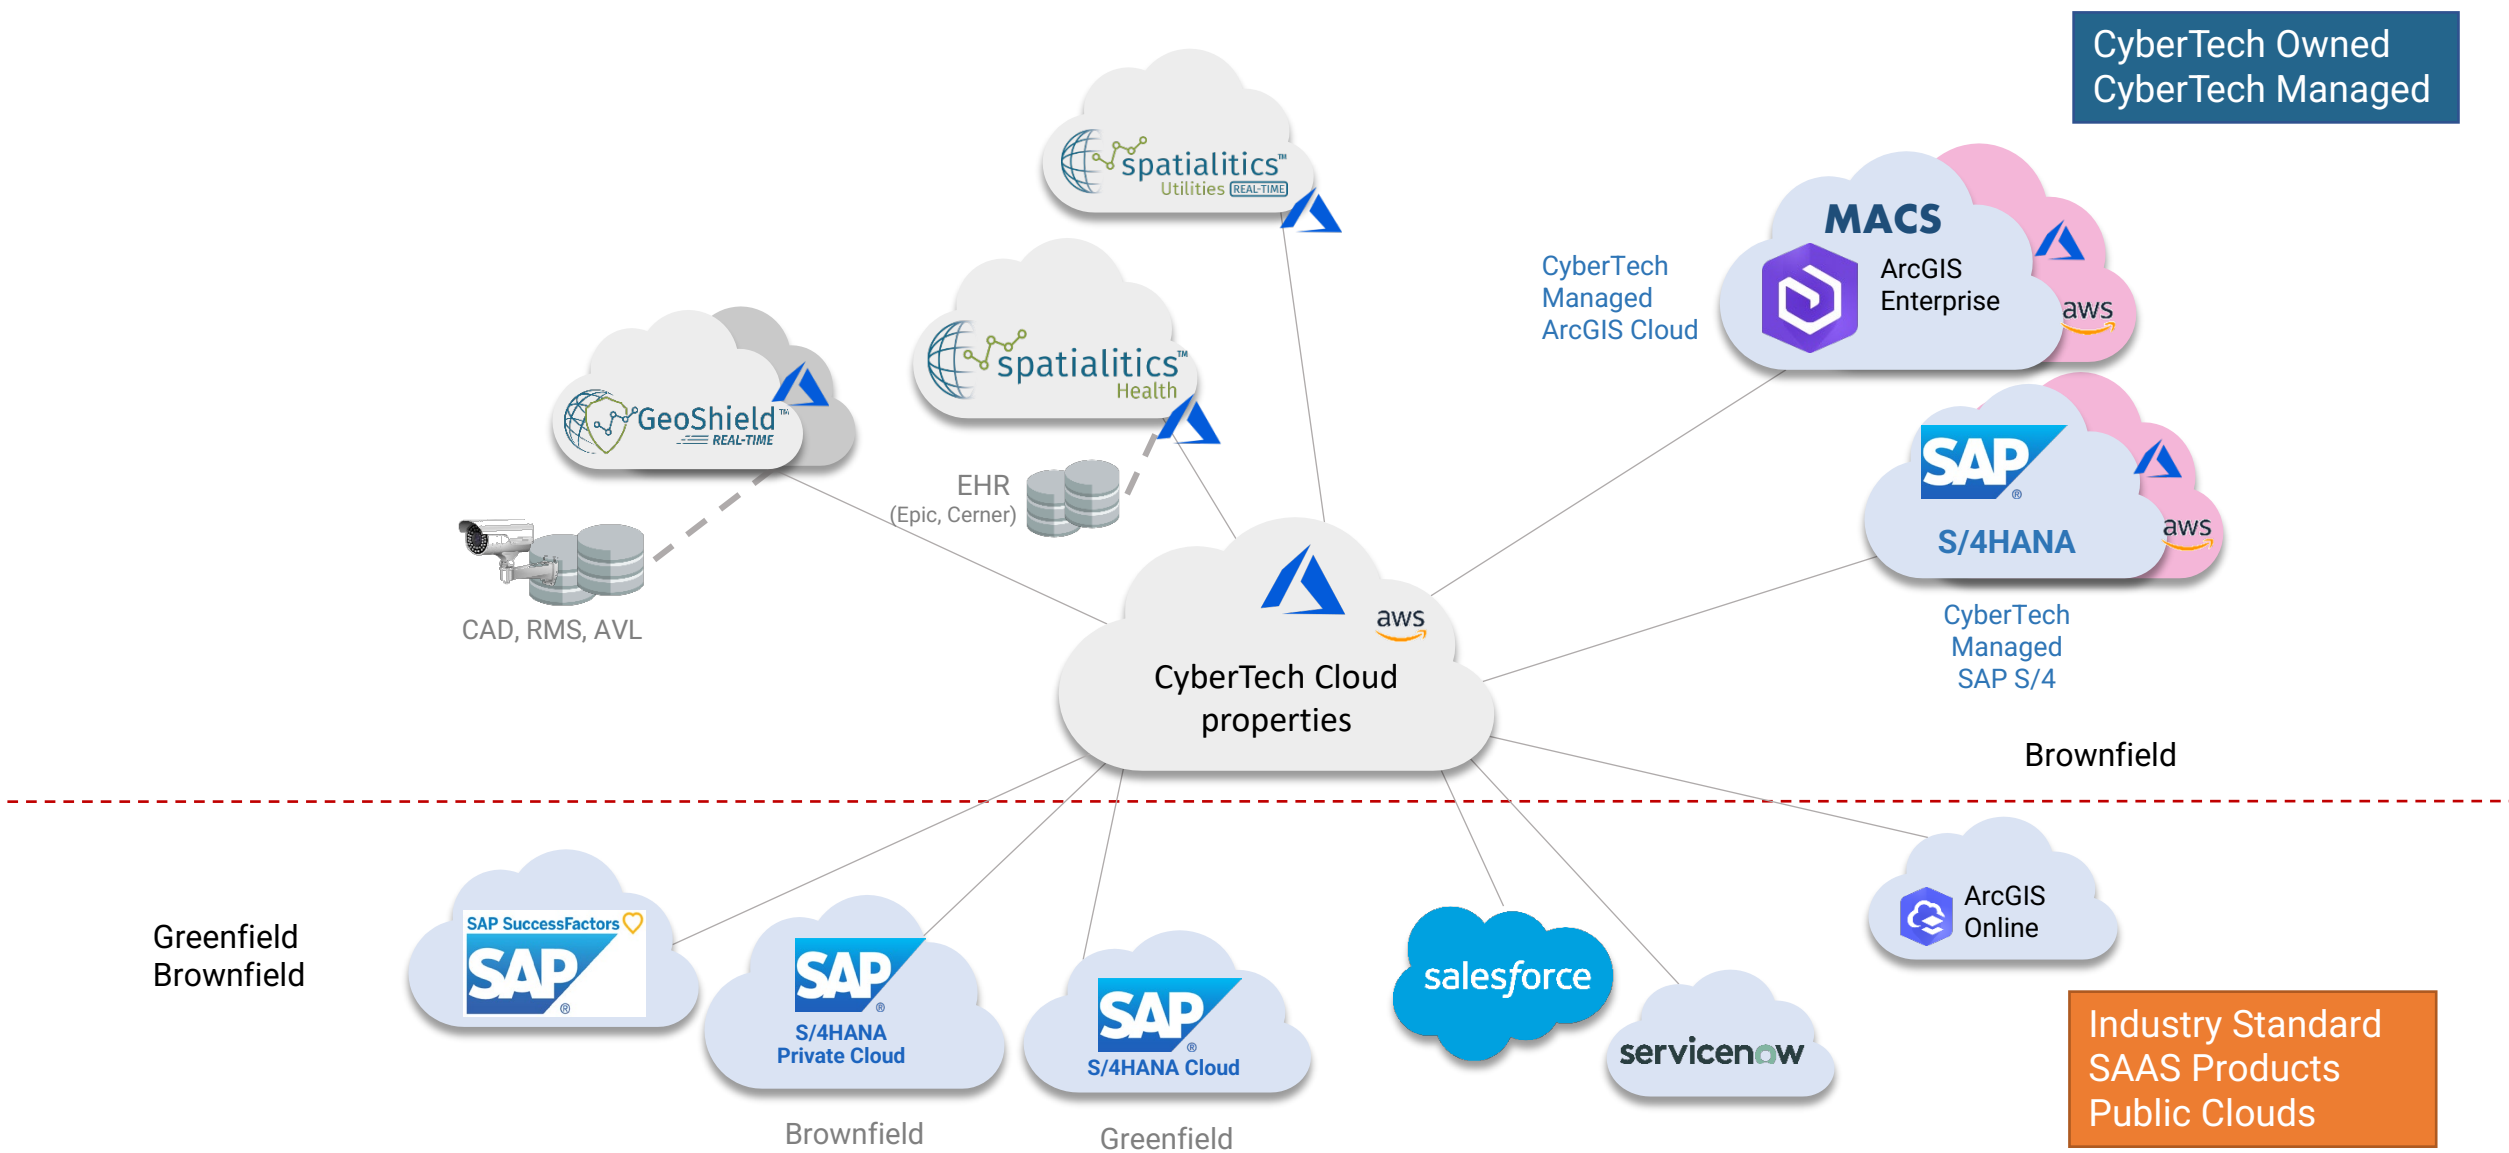 CyberTech Owned
CyberTech Managed
spatialitics™
Utilities REAL-TIME
MACS
ArcGIS
Enterprise
aws
CyberTech
Managed
ArcGIS Cloud
spatialitics™
Health
GeoShield™
REAL-TIME
EHR
(Epic, Cerner)
CAD, RMS, AVL
SAP®
S/4HANA
aws
CyberTech
Managed
SAP S/4
aws
CyberTech Cloud
properties
Brownfield
Greenfield
Brownfield
SAP SuccessFactors
SAP®
SAP®
S/4HANA
Private Cloud
Brownfield
SAP®
S/4HANA Cloud
Greenfield
salesforce
servicenow
ArcGIS
Online
Industry Standard
SAAS Products
Public Clouds